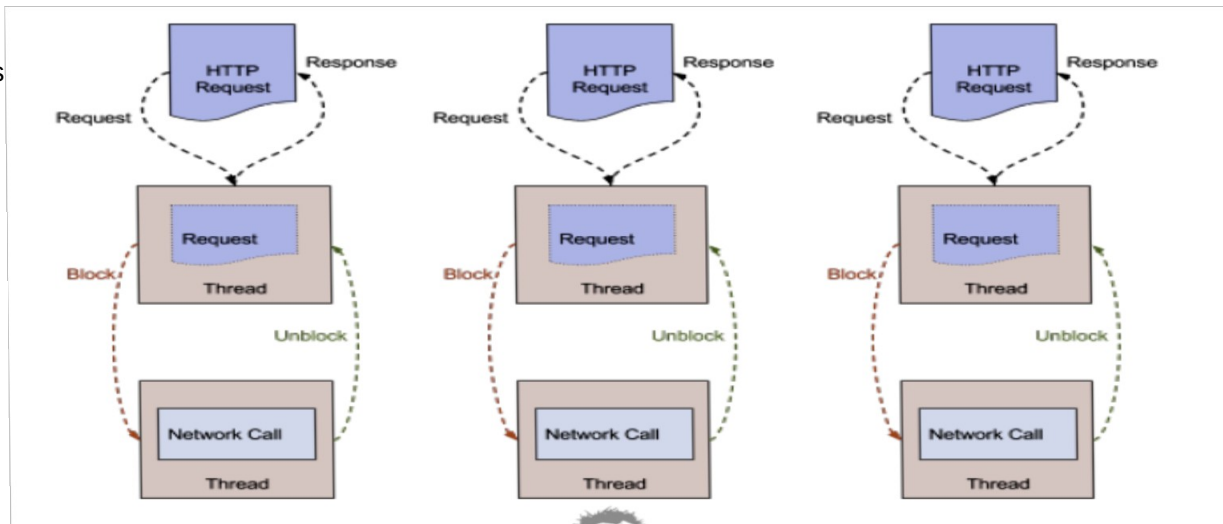 s
HTTP
Request
Response
Request
Request
Thread
Block
Unblock
Network Call
Thread
HTTP
Request
Response
Request
Request
Thread
Block
Unblock
Network Call
Thread
HTTP
Request
Response
Request
Request
Thread
Block
Unblock
Network Call
Thread